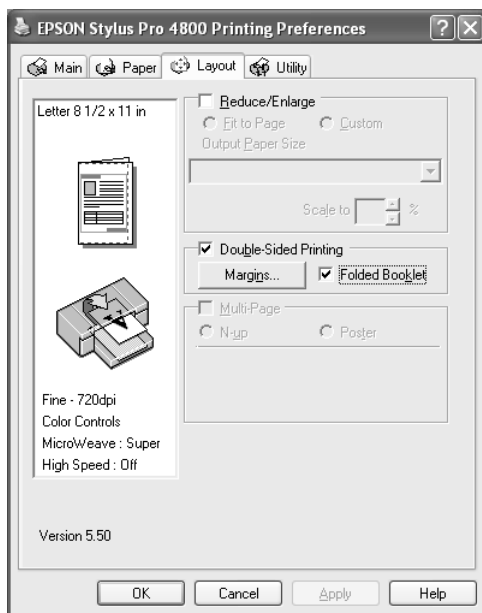 EPSON Stylus Pro 4800 Printing Preferences
Main
Paper
Layout
Utility
Letter 8 1/2 x 11 in
Fine - 720dpi
Color Controls
MicroWeave : Super
High Speed : Off
Version 5.50
Reduce/Enlarge
Fit to Page
Custom
Output Paper Size
Scale to
%
Double-Sided Printing
Margins...
Folded Booklet
Multi-Page
N-up
Poster
OK
Cancel
Apply
Help